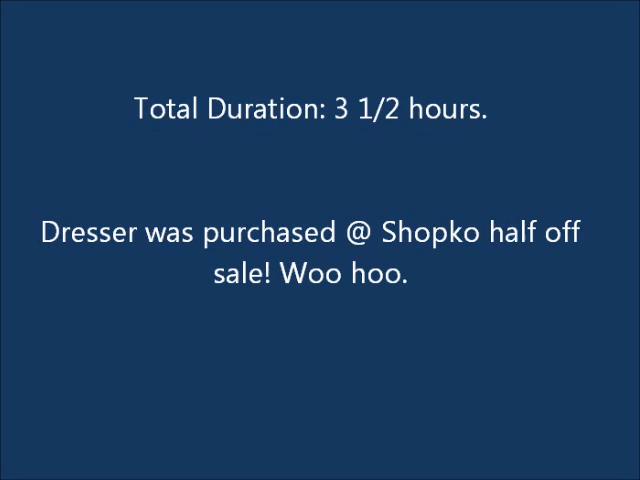 Total Duration: 3 1/2 hours.
Dresser was purchased @ Shopko half off
sale! Woo hoo.